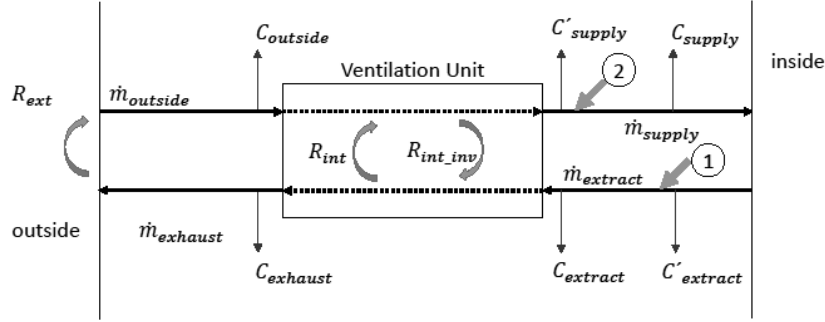 C_outside
C´_supply
C_supply
inside
Ventilation Unit
2
R_ext
ṁ_outside
ṁ_supply
R_int
R_int_inv
1
ṁ_extract
outside
ṁ_exhaust
C_exhaust
C_extract
C´_extract